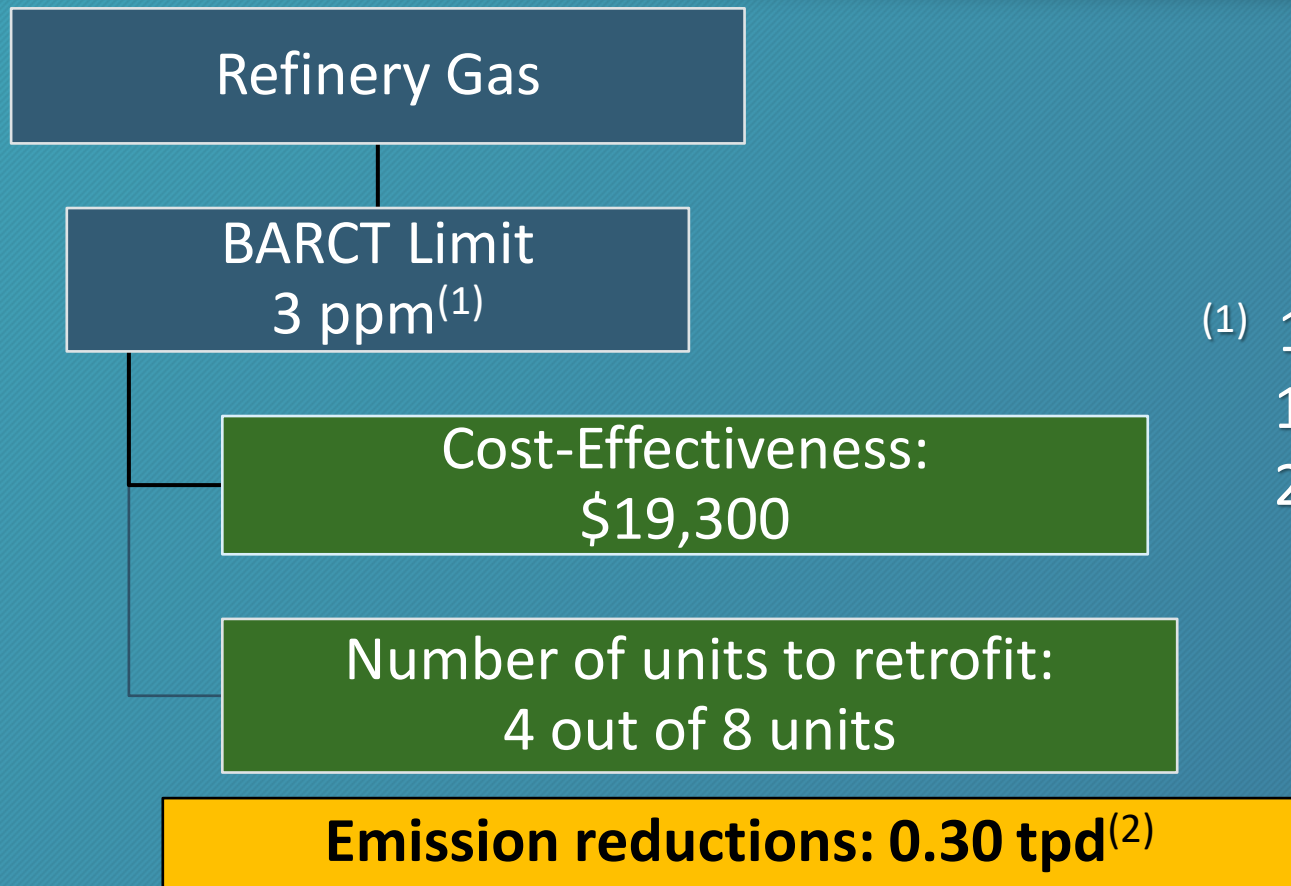 Refinery Gas
BARCT Limit
3 ppm(1)
(1)
Cost-Effectiveness:
$19,300
Number of units to retrofit:
4 out of 8 units
Emission reductions: 0.30 tpd(2)